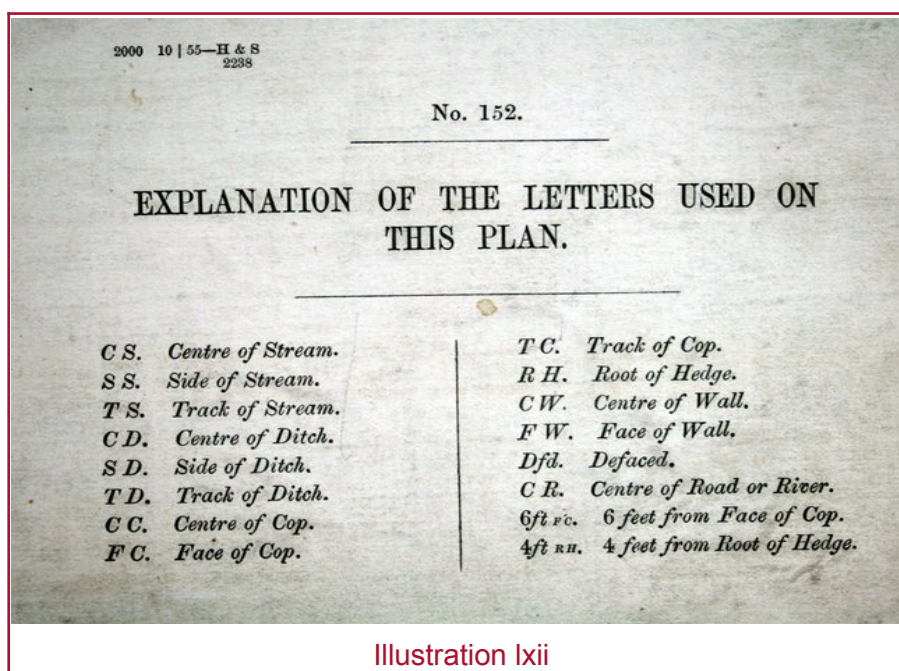 2000 10 | 55—H & S
2238
No. 152.
EXPLANATION OF THE LETTERS USED ON
THIS PLAN.
C S. Centre of Stream.
S S. Side of Stream.
T S. Track of Stream.
C D. Centre of Ditch.
S D. Side of Ditch.
T D. Track of Ditch.
C C. Centre of Cop.
F C. Face of Cop.
T C. Track of Cop.
R H. Root of Hedge.
C W. Centre of Wall.
F W. Face of Wall.
Dfd. Defaced.
C R. Centre of Road or River.
6ft FC. 6 feet from Face of Cop.
4ft RH. 4 feet from Root of Hedge.
Illustration lxii